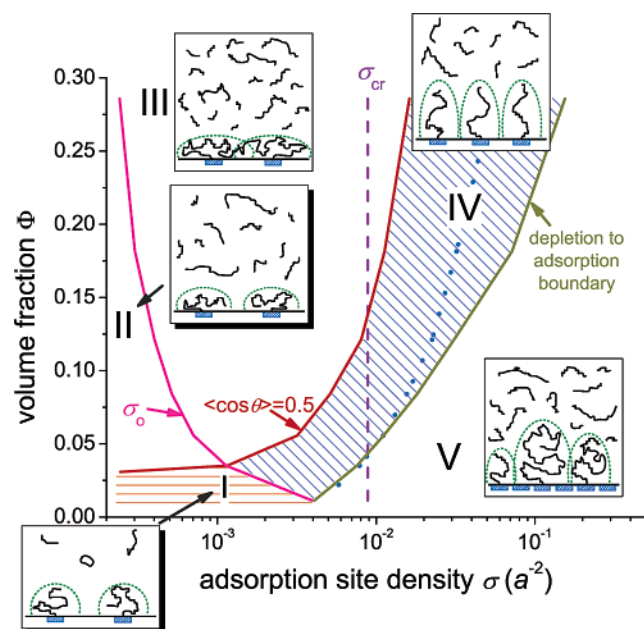 0.30
0.25
0.20
0.15
0.10
0.05
0.00
volume fraction Φ
10⁻³
10⁻²
10⁻¹
adsorption site density σ (a⁻²)
III
σcr
IV
depletion to
adsorption
boundary
II
σo
<cosθ>=0.5
V
I